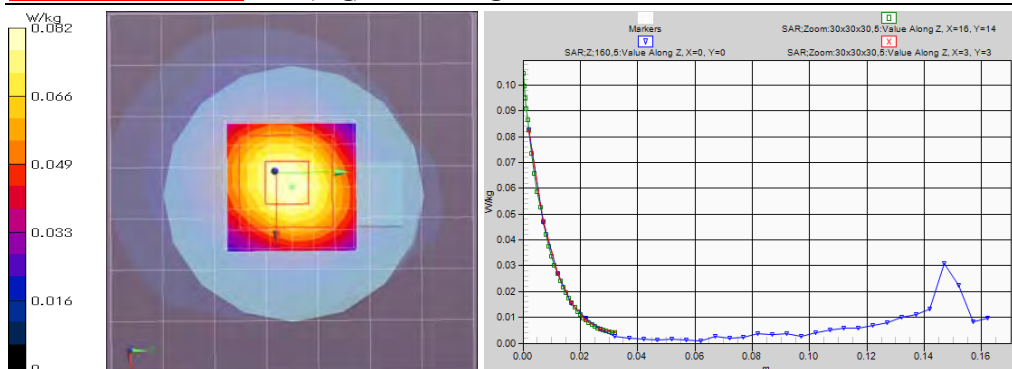 W/kg
0.082
0.066
0.049
0.033
0.016
0
Markers
SAR;Zoom:30x30x30,5:Value Along Z, X=16, Y=14
SAR;Z;160,5:Value Along Z, X=0, Y=0
SAR;Zoom:30x30x30,5:Value Along Z, X=3, Y=3
W/kg
0.10
0.09
0.08
0.07
0.06
0.05
0.04
0.03
0.02
0.01
0.00
0.00 0.02 0.04 0.06 0.08 0.10 0.12 0.14 0.16